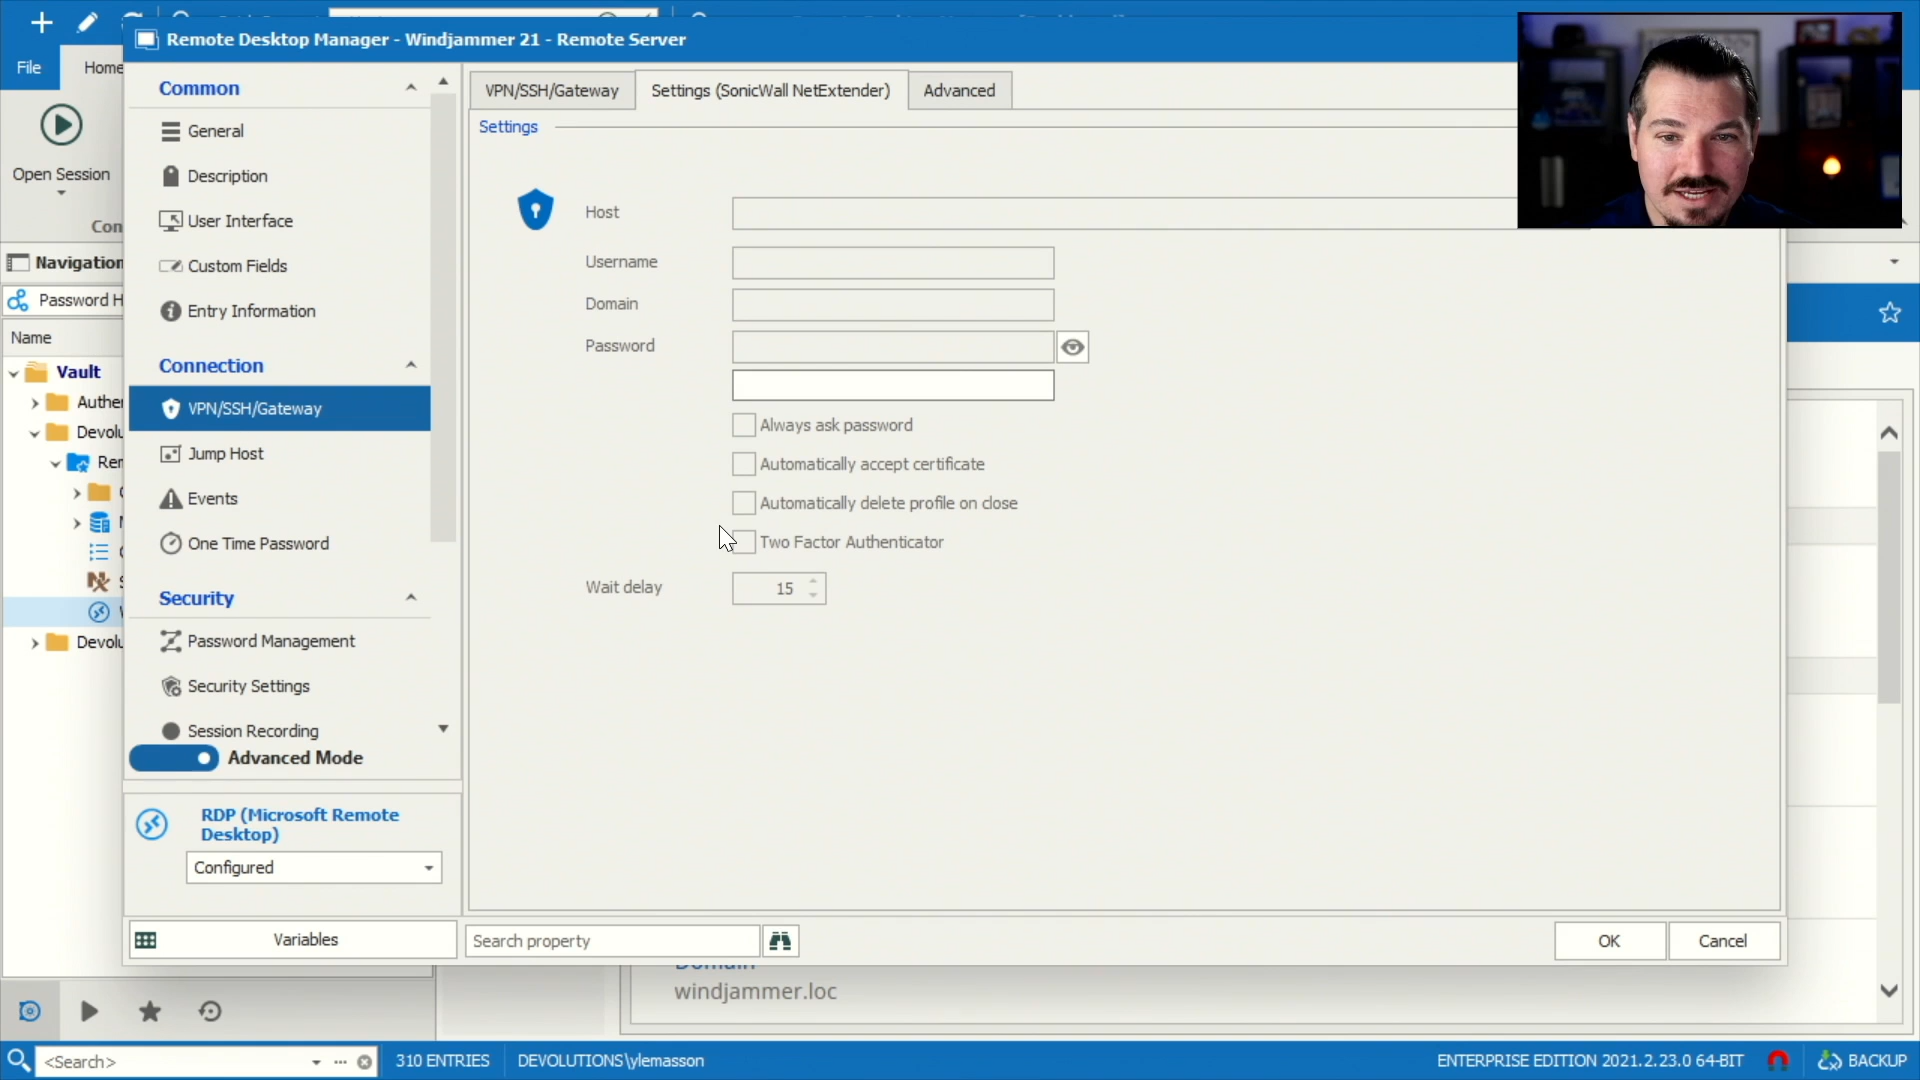 Remote Desktop Manager - Windjammer 21 - Remote Server
File
Home
Open Session
Con
Navigation
Password H
Name
Vault
Authen
Devolu
Rem
Devolu
Common
General
Description
User Interface
Custom Fields
Entry Information
Connection
VPN/SSH/Gateway
Jump Host
Events
One Time Password
Security
Password Management
Security Settings
Session Recording
Advanced Mode
RDP (Microsoft Remote
Desktop)
Configured
Variables
VPN/SSH/Gateway
Settings (SonicWall NetExtender)
Advanced
Settings
Host
Username
Domain
Password
Always ask password
Automatically accept certificate
Automatically delete profile on close
Two Factor Authenticator
Wait delay
15
Search property
OK
Cancel
Domain
windjammer.loc
<Search>
310 ENTRIES
DEVOLUTIONS\ylemasson
ENTERPRISE EDITION 2021.2.23.0 64-BIT
BACKUP